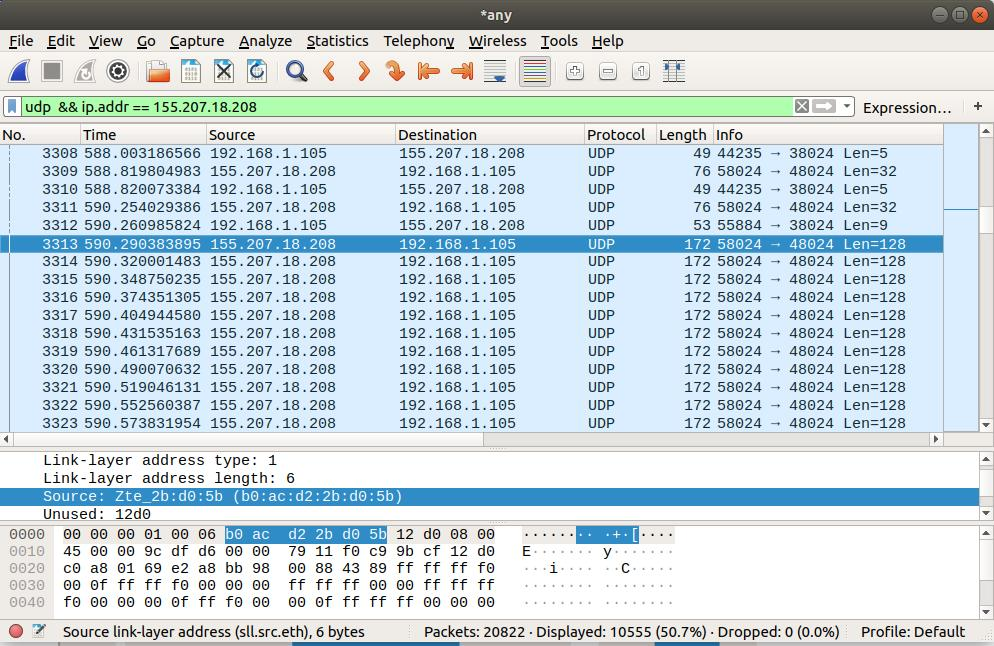 *any
File Edit View Go Capture Analyze Statistics Telephony Wireless Tools Help
udp && ip.addr == 155.207.18.208 Expression… +
No. Time Source Destination Protocol Length Info
3308 588.003186566 192.168.1.105 155.207.18.208 UDP 49 44235 → 38024 Len=5
3309 588.819804983 155.207.18.208 192.168.1.105 UDP 76 58024 → 48024 Len=32
3310 588.820073384 192.168.1.105 155.207.18.208 UDP 49 44235 → 38024 Len=5
3311 590.254029386 155.207.18.208 192.168.1.105 UDP 76 58024 → 48024 Len=32
3312 590.260985824 192.168.1.105 155.207.18.208 UDP 53 55884 → 38024 Len=9
3313 590.290383895 155.207.18.208 192.168.1.105 UDP 172 58024 → 48024 Len=128
3314 590.320001483 155.207.18.208 192.168.1.105 UDP 172 58024 → 48024 Len=128
3315 590.348750235 155.207.18.208 192.168.1.105 UDP 172 58024 → 48024 Len=128
3316 590.374351305 155.207.18.208 192.168.1.105 UDP 172 58024 → 48024 Len=128
3317 590.404944580 155.207.18.208 192.168.1.105 UDP 172 58024 → 48024 Len=128
3318 590.431535163 155.207.18.208 192.168.1.105 UDP 172 58024 → 48024 Len=128
3319 590.461317689 155.207.18.208 192.168.1.105 UDP 172 58024 → 48024 Len=128
3320 590.490070632 155.207.18.208 192.168.1.105 UDP 172 58024 → 48024 Len=128
3321 590.519046131 155.207.18.208 192.168.1.105 UDP 172 58024 → 48024 Len=128
3322 590.552560387 155.207.18.208 192.168.1.105 UDP 172 58024 → 48024 Len=128
3323 590.573831954 155.207.18.208 192.168.1.105 UDP 172 58024 → 48024 Len=128
Link-layer address type: 1
Link-layer address length: 6
Source: Zte_2b:d0:5b (b0:ac:d2:2b:d0:5b)
Unused: 12d0
0000 00 00 00 01 00 06 b0 ac d2 2b d0 5b 12 d0 08 00 ········ ·+·[····
0010 45 00 00 9c df d6 00 00 79 11 f0 c9 9b cf 12 d0 E······· y·······
0020 c0 a8 01 69 e2 a8 bb 98 00 88 43 89 ff ff ff f0 ···i···· ··C·····
0030 00 0f ff ff f0 00 00 00 ff ff ff 00 00 ff ff ff ········ ········
0040 f0 00 00 00 0f ff f0 00 00 0f ff ff ff 00 00 00 ········ ········
Source link-layer address (sll.src.eth), 6 bytes Packets: 20822 · Displayed: 10555 (50.7%) · Dropped: 0 (0.0%) Profile: Default